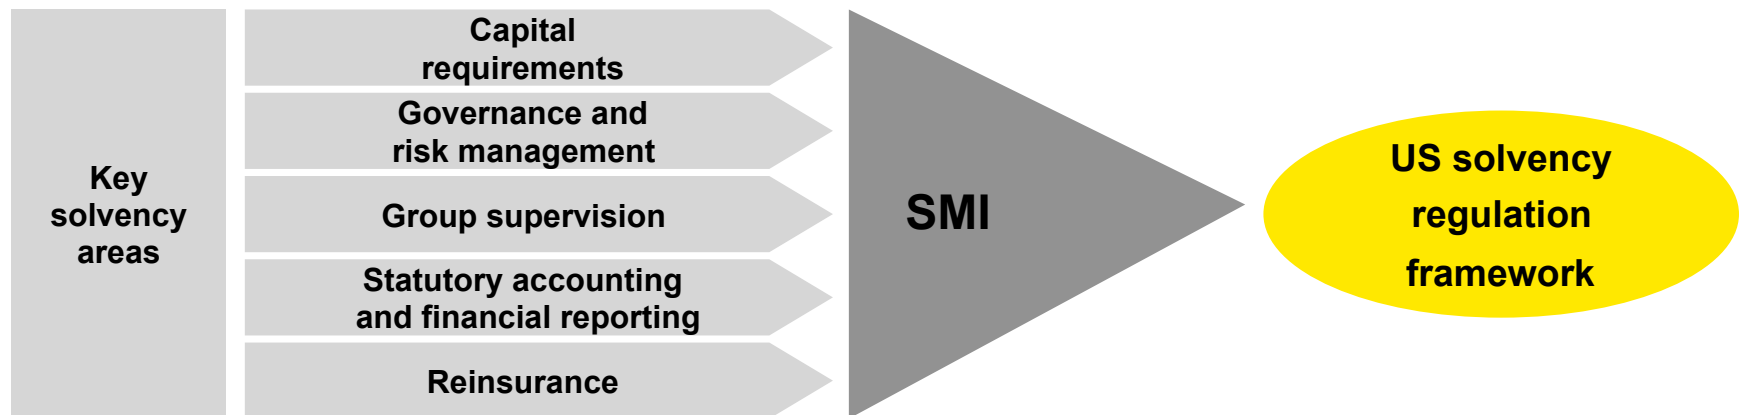 Key
solvency
areas
Capital
requirements
Governance and
risk management
Group supervision
Statutory accounting
and financial reporting
Reinsurance
SMI
US solvency
regulation
framework